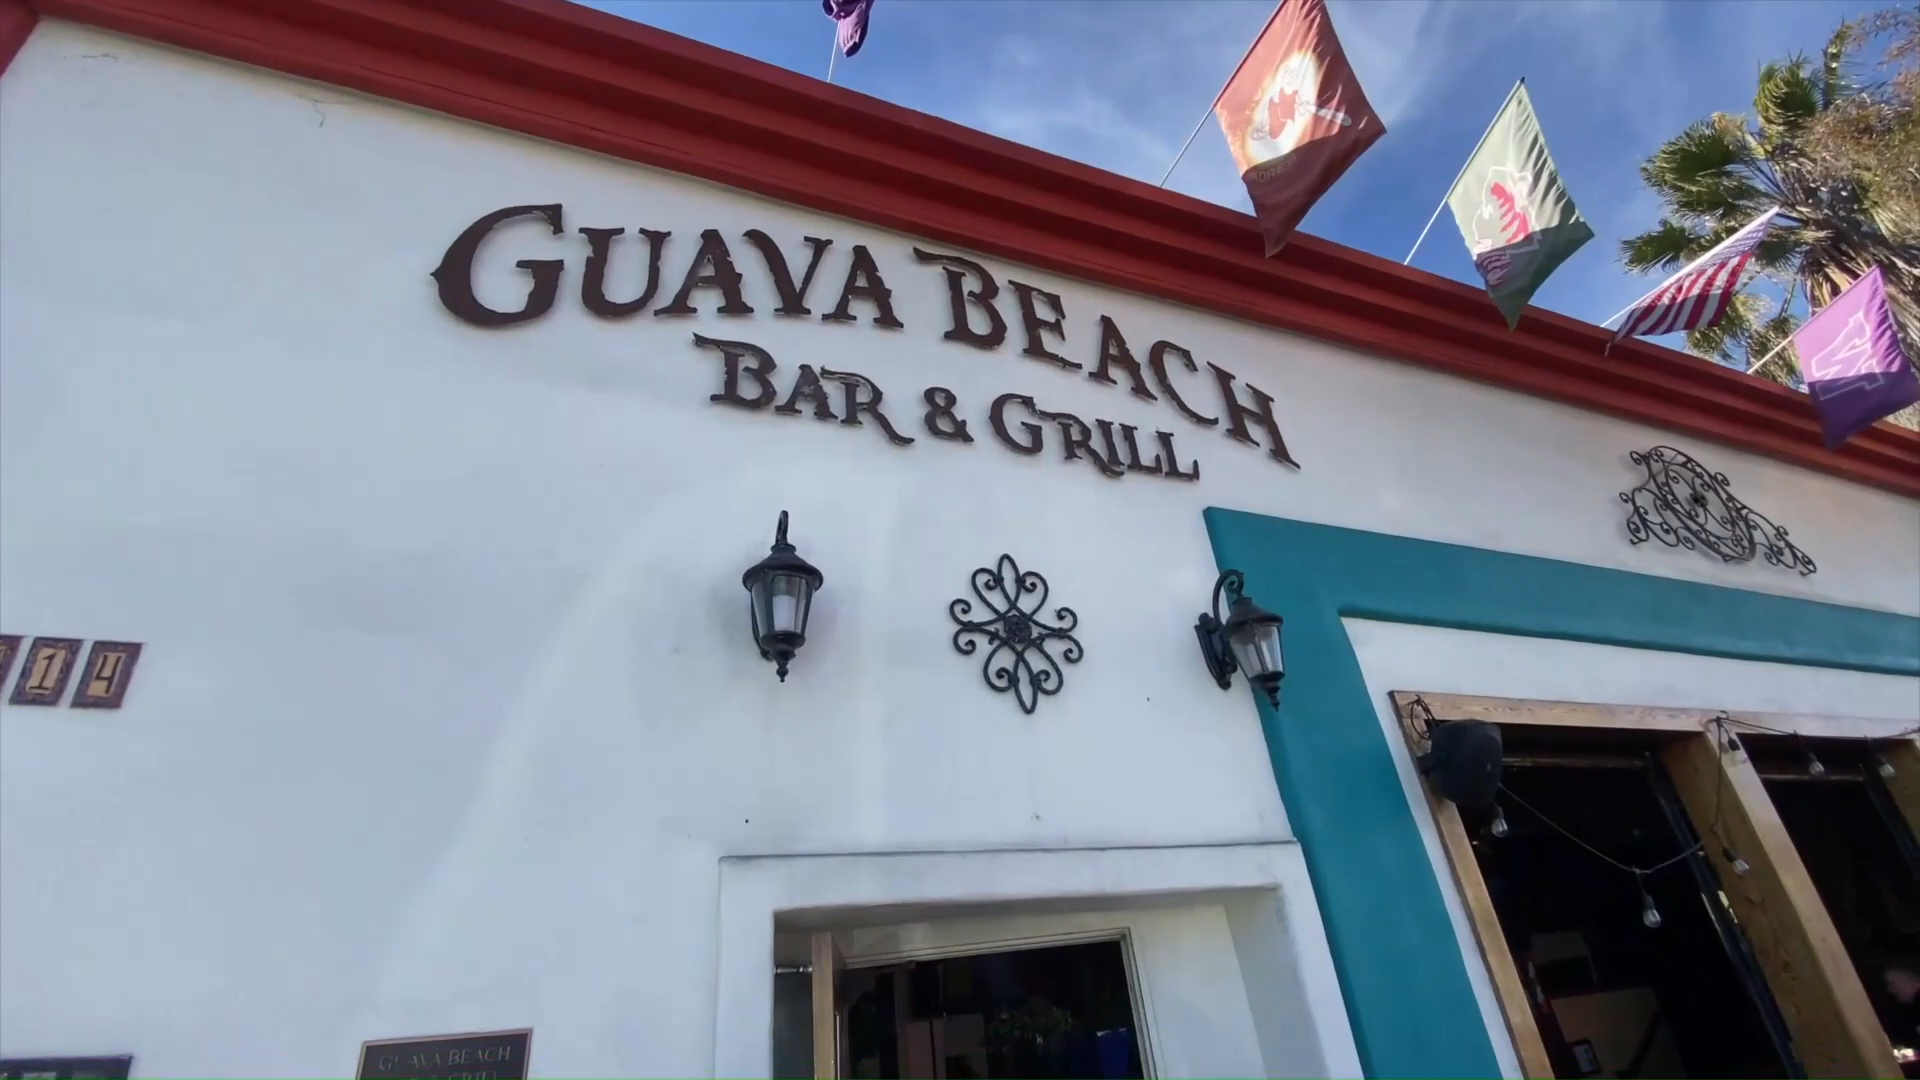 GUAVA BEACH
BAR & GRILL
14
W
GUAVA BEACH